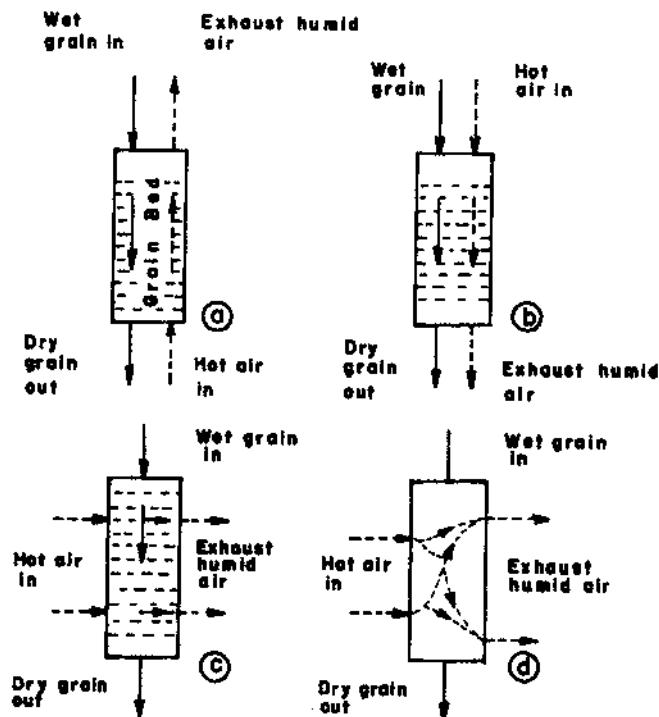 Wet
grain in
Exhaust humid
air
Grain Bed
Dry
grain
out
Hot air
in
a
Wet
grain
Hot
air in
Dry
grain
out
Exhaust humid
air
b
Wet grain
in
Hot air
in
Exhaust
humid
air
Dry grain
out
c
Wet grain
in
Hot air
in
Exhaust
humid air
Dry grain
out
d